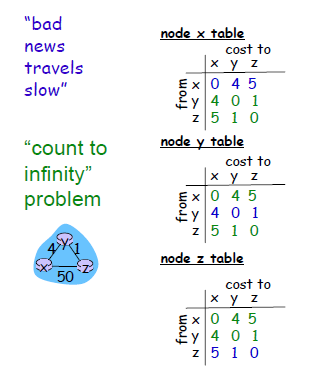 “bad
news
travels
slow”
“count to
infinity”
problem
4 y 1
x z
50
node x table
cost to
x y z
from
x 0 4 5
y 4 0 1
z 5 1 0
node y table
cost to
x y z
from
x 0 4 5
y 4 0 1
z 5 1 0
node z table
cost to
x y z
from
x 0 4 5
y 4 0 1
z 5 1 0